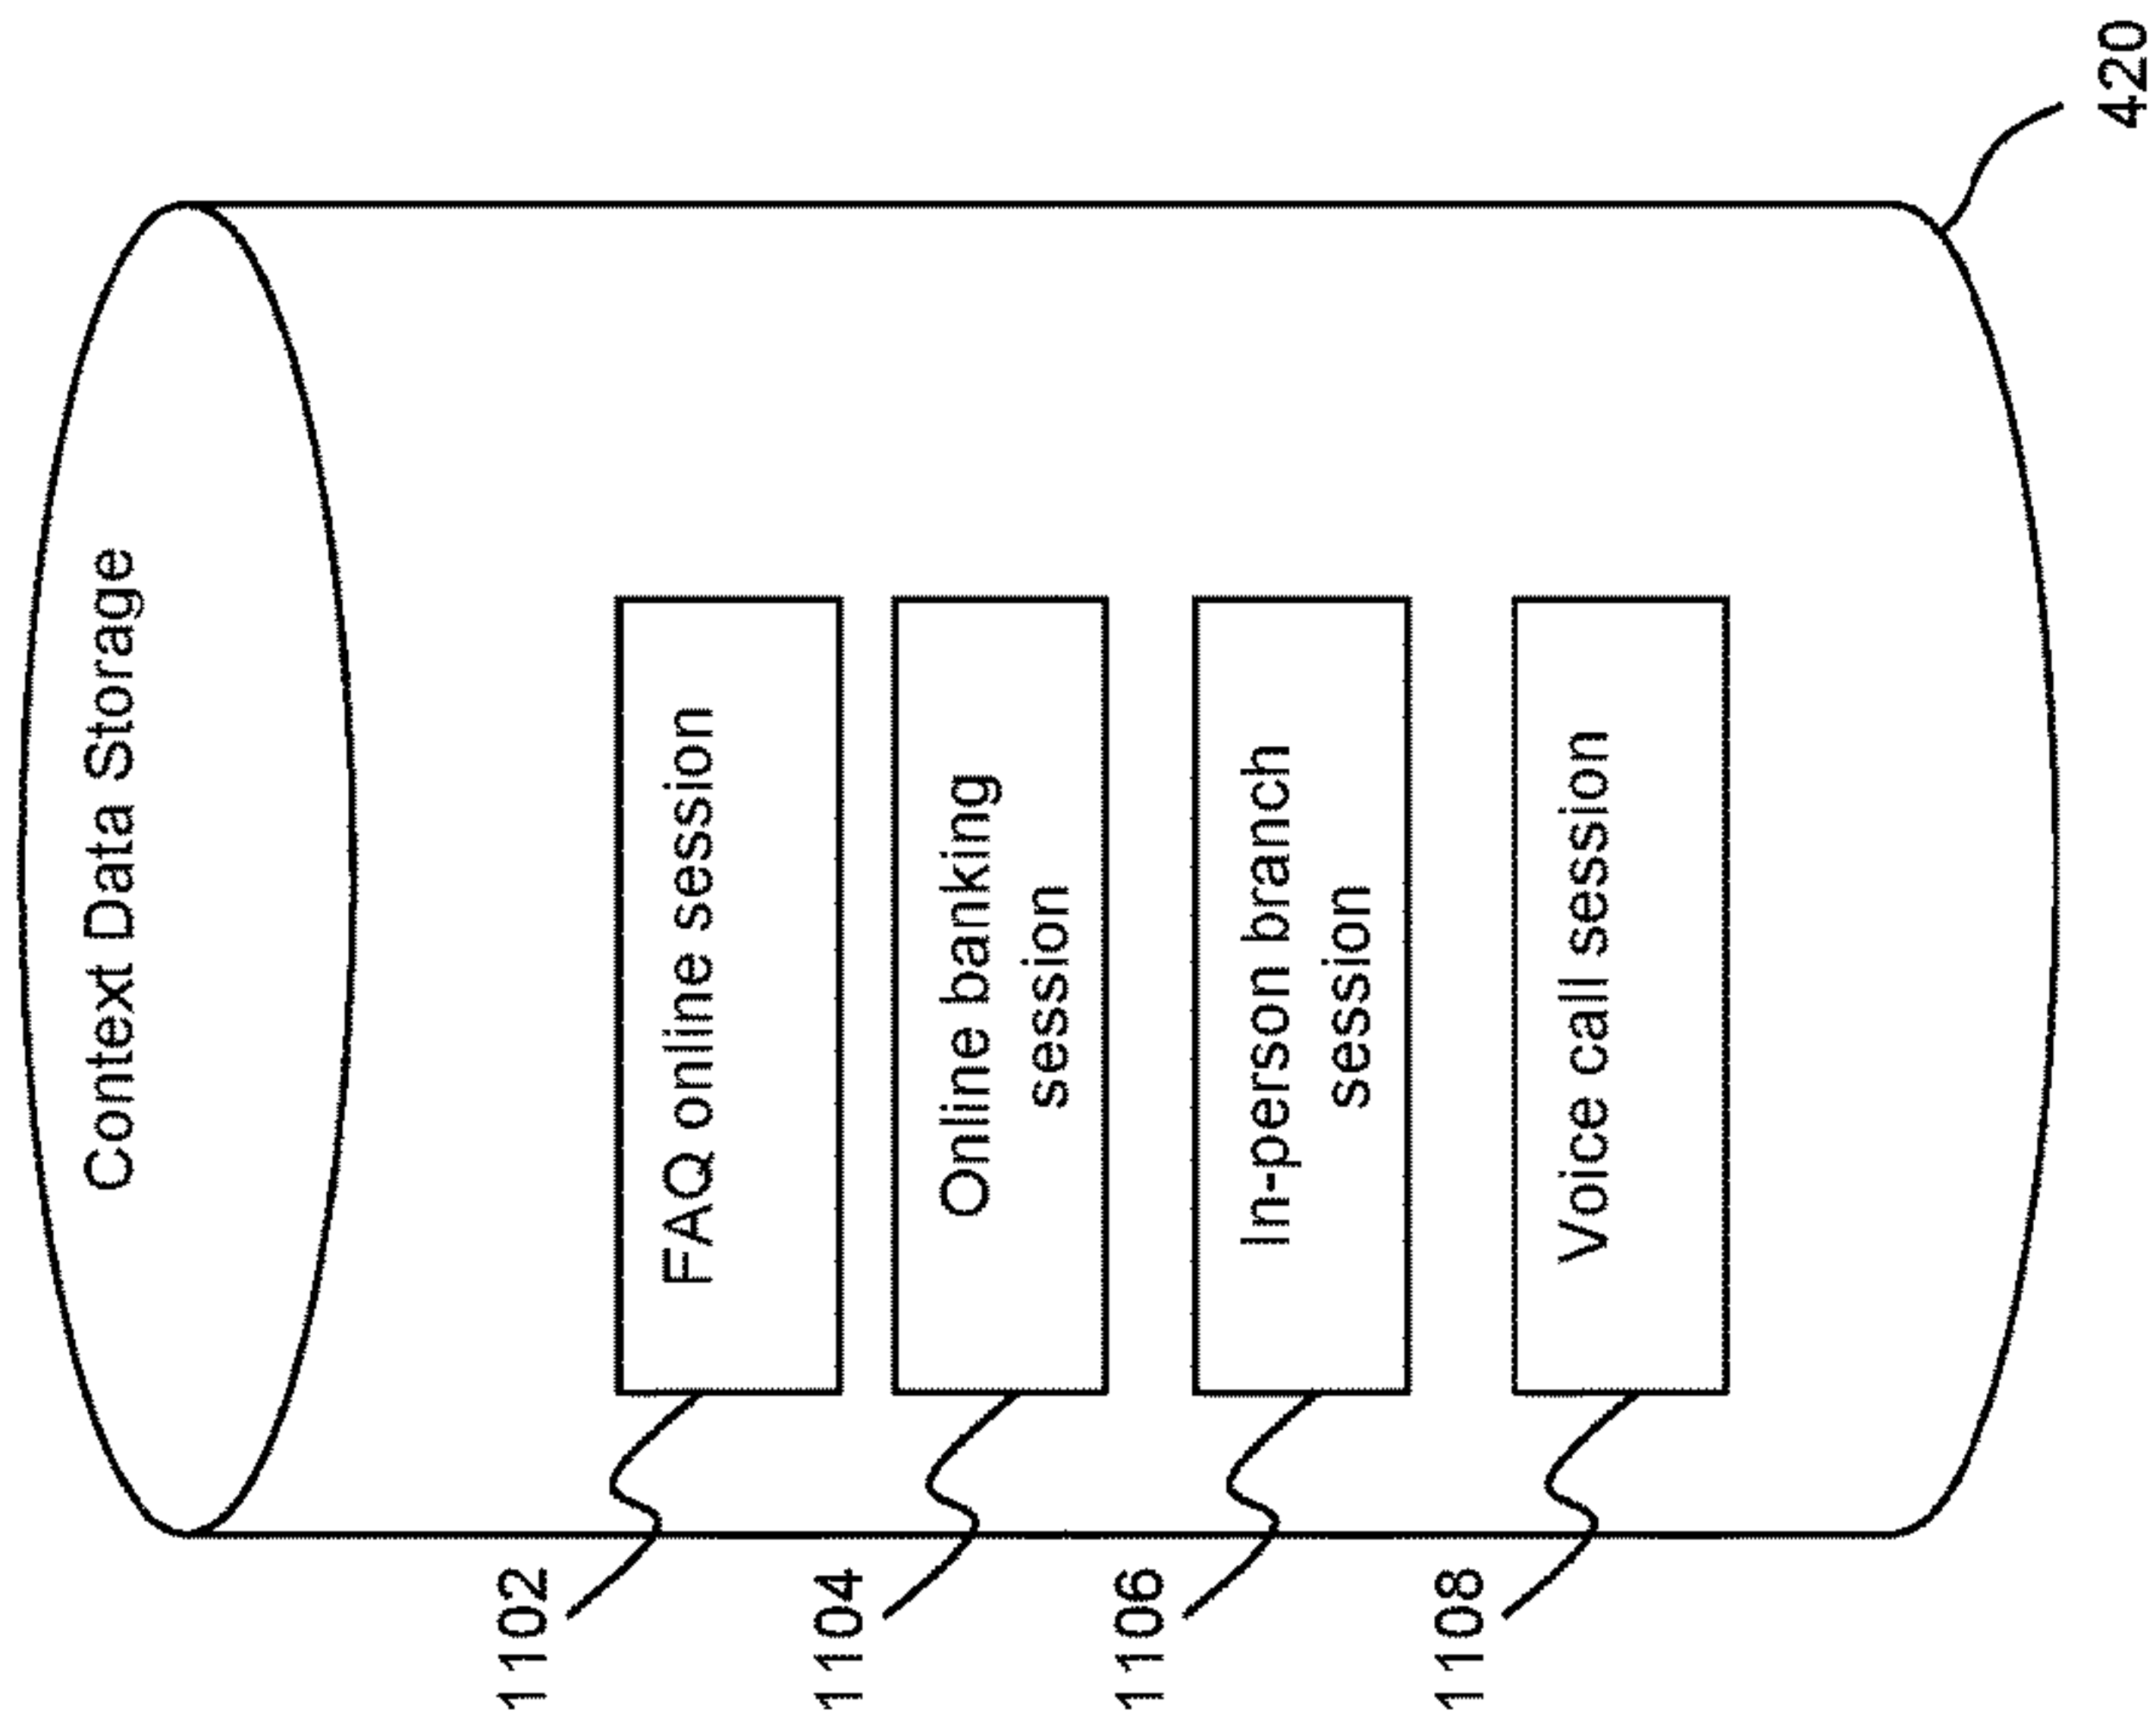 Context Data Storage
1102
FAQ online session
1104
Online banking
session
1106
In-person branch
session
1108
Voice call session
420